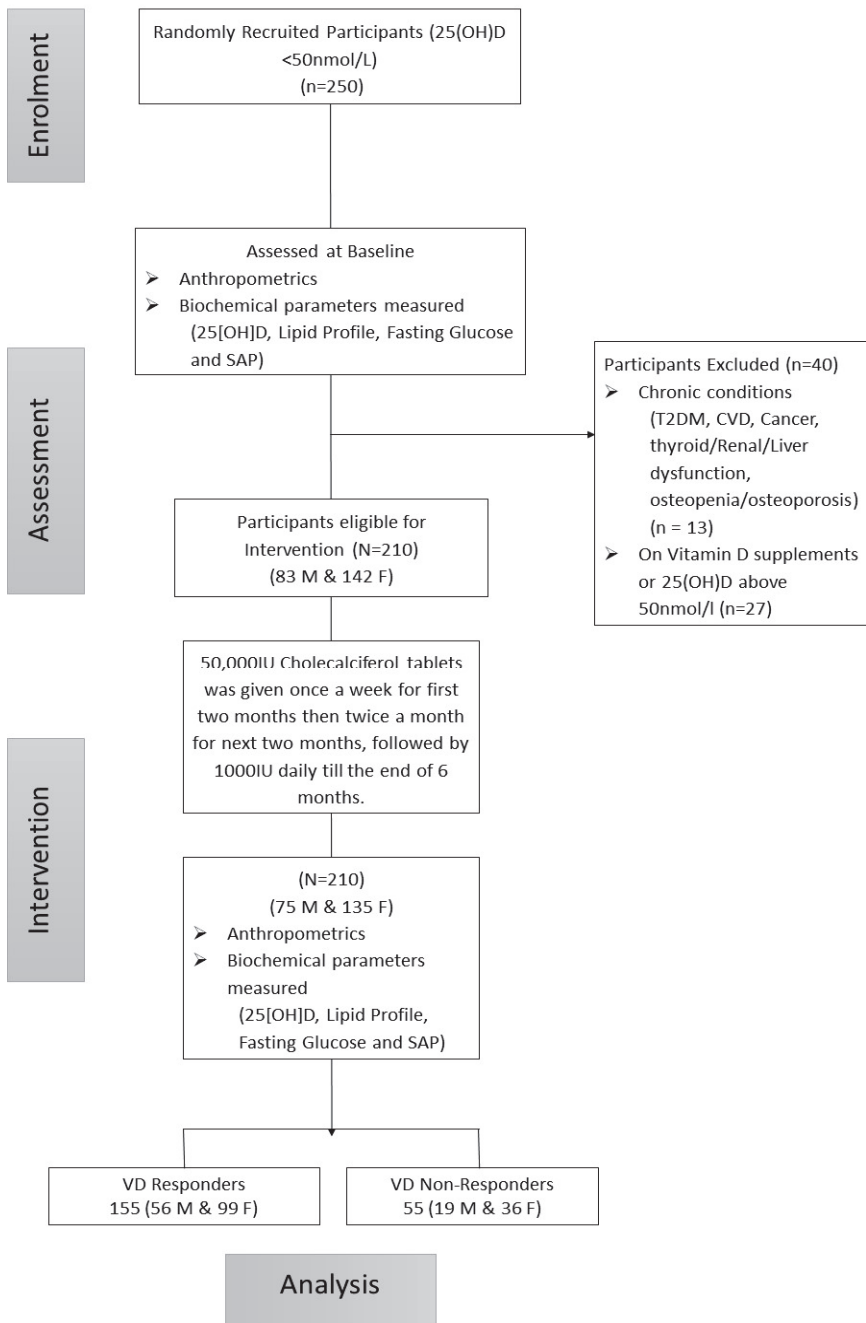 Enrolment
Randomly Recruited Participants (25(OH)D
<50nmol/L)
(n=250)
Assessed at Baseline
➢ Anthropometrics
➢ Biochemical parameters measured
(25[OH]D, Lipid Profile, Fasting Glucose
and SAP)
Assessment
Participants Excluded (n=40)
➢ Chronic conditions
(T2DM, CVD, Cancer,
thyroid/Renal/Liver
dysfunction,
osteopenia/osteoporosis)
(n = 13)
➢ On Vitamin D supplements
or 25(OH)D above
50nmol/l (n=27)
Participants eligible for
Intervention (N=210)
(83 M & 142 F)
Intervention
50,000IU Cholecalciferol tablets
was given once a week for first
two months then twice a month
for next two months, followed by
1000IU daily till the end of 6
months.
(N=210)
(75 M & 135 F)
➢ Anthropometrics
➢ Biochemical parameters
measured
(25[OH]D, Lipid Profile,
Fasting Glucose and SAP)
VD Responders
155 (56 M & 99 F)
VD Non-Responders
55 (19 M & 36 F)
Analysis